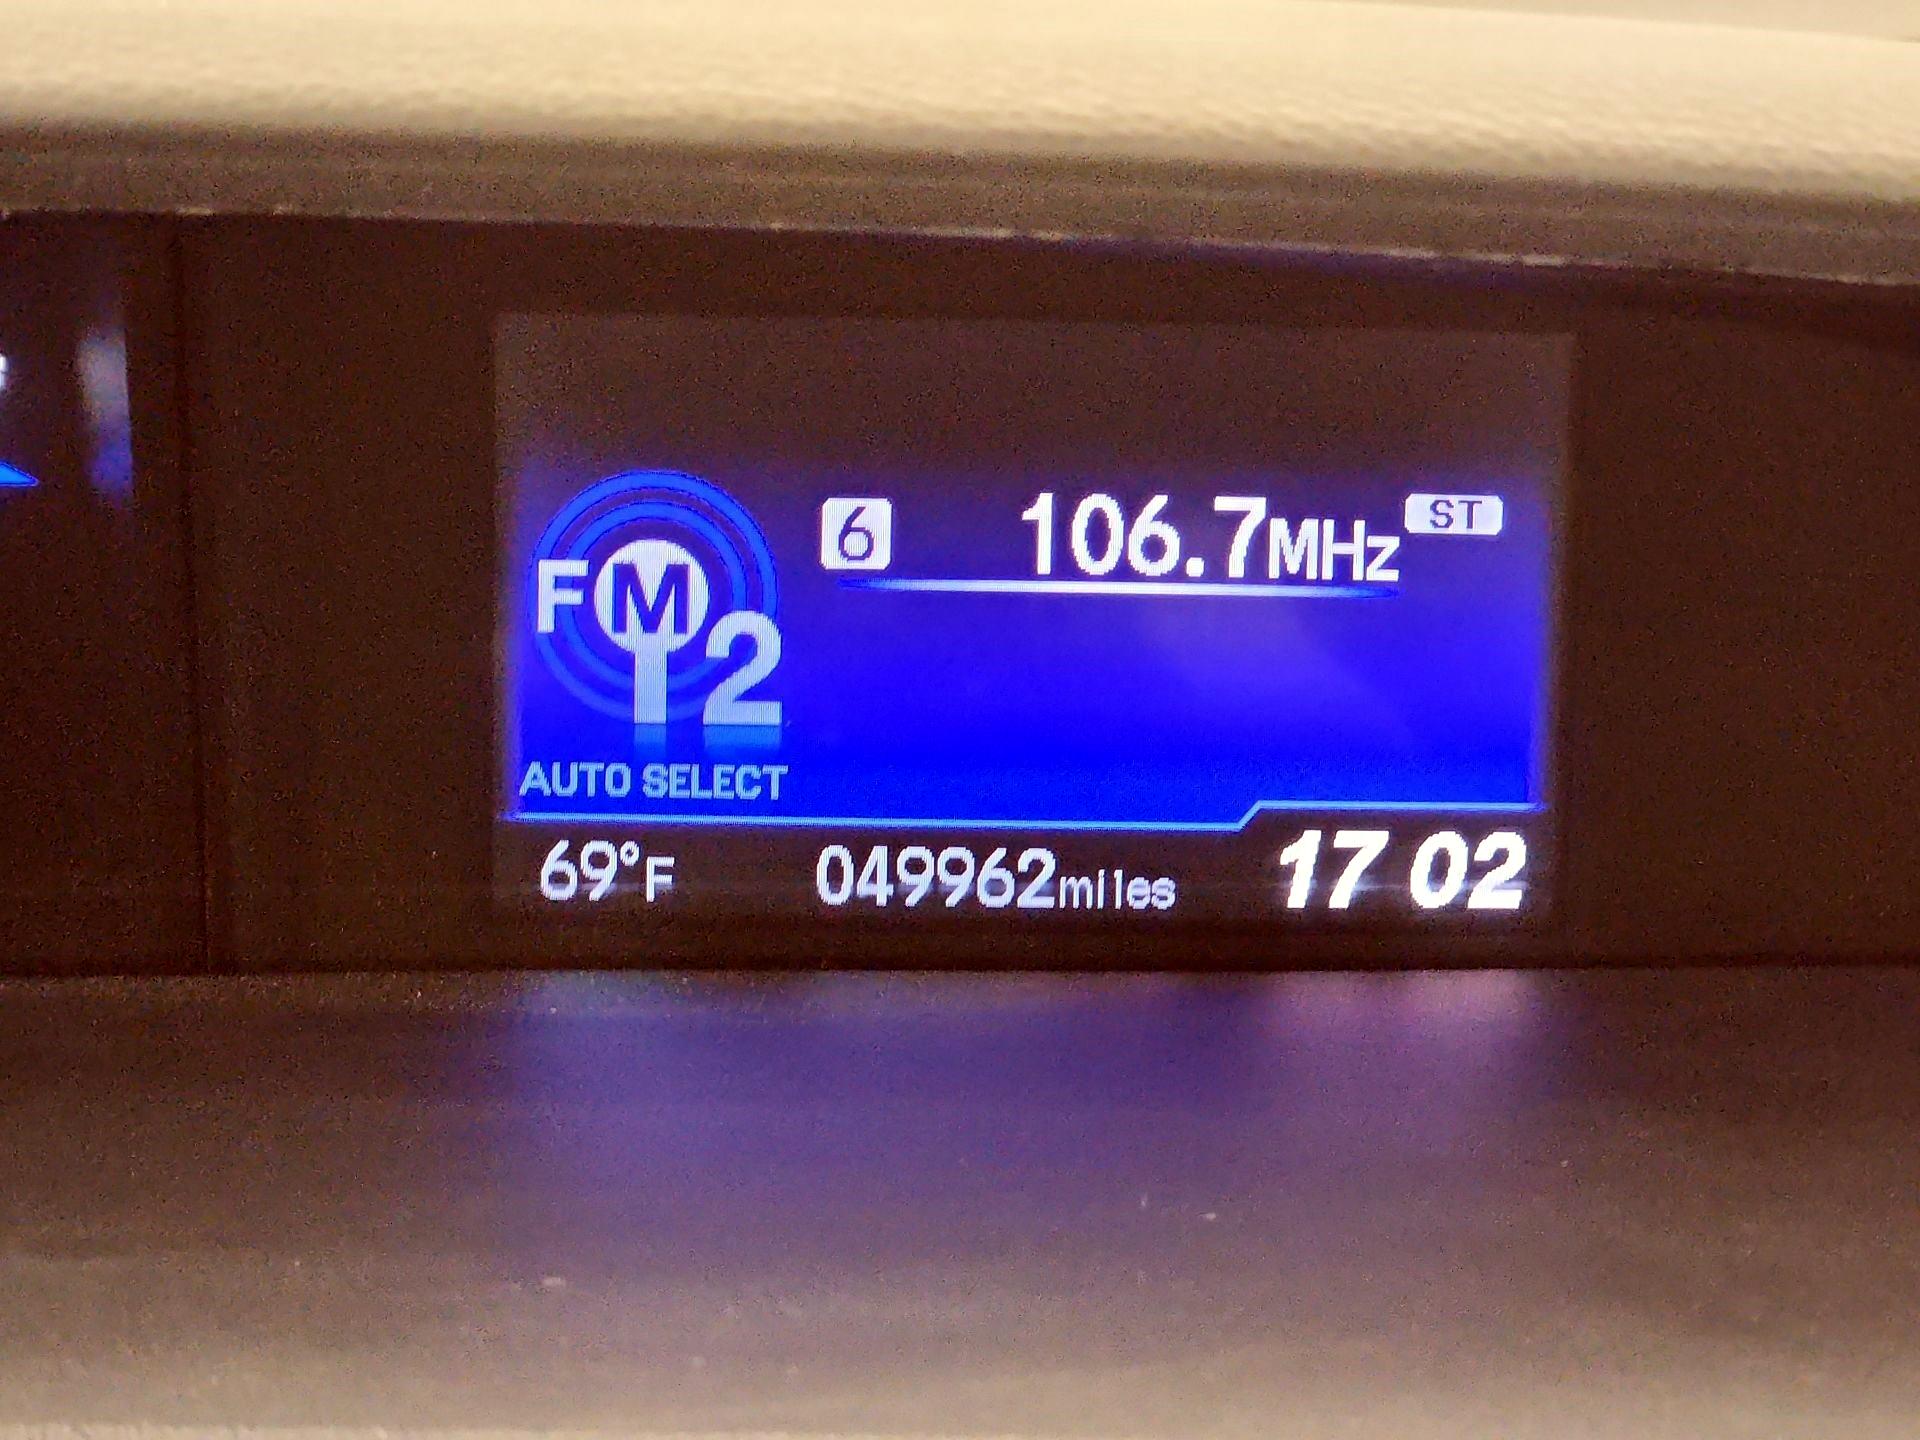 FM2
6 106.7MHz ST
AUTO SELECT
69°F 049962miles 17 02